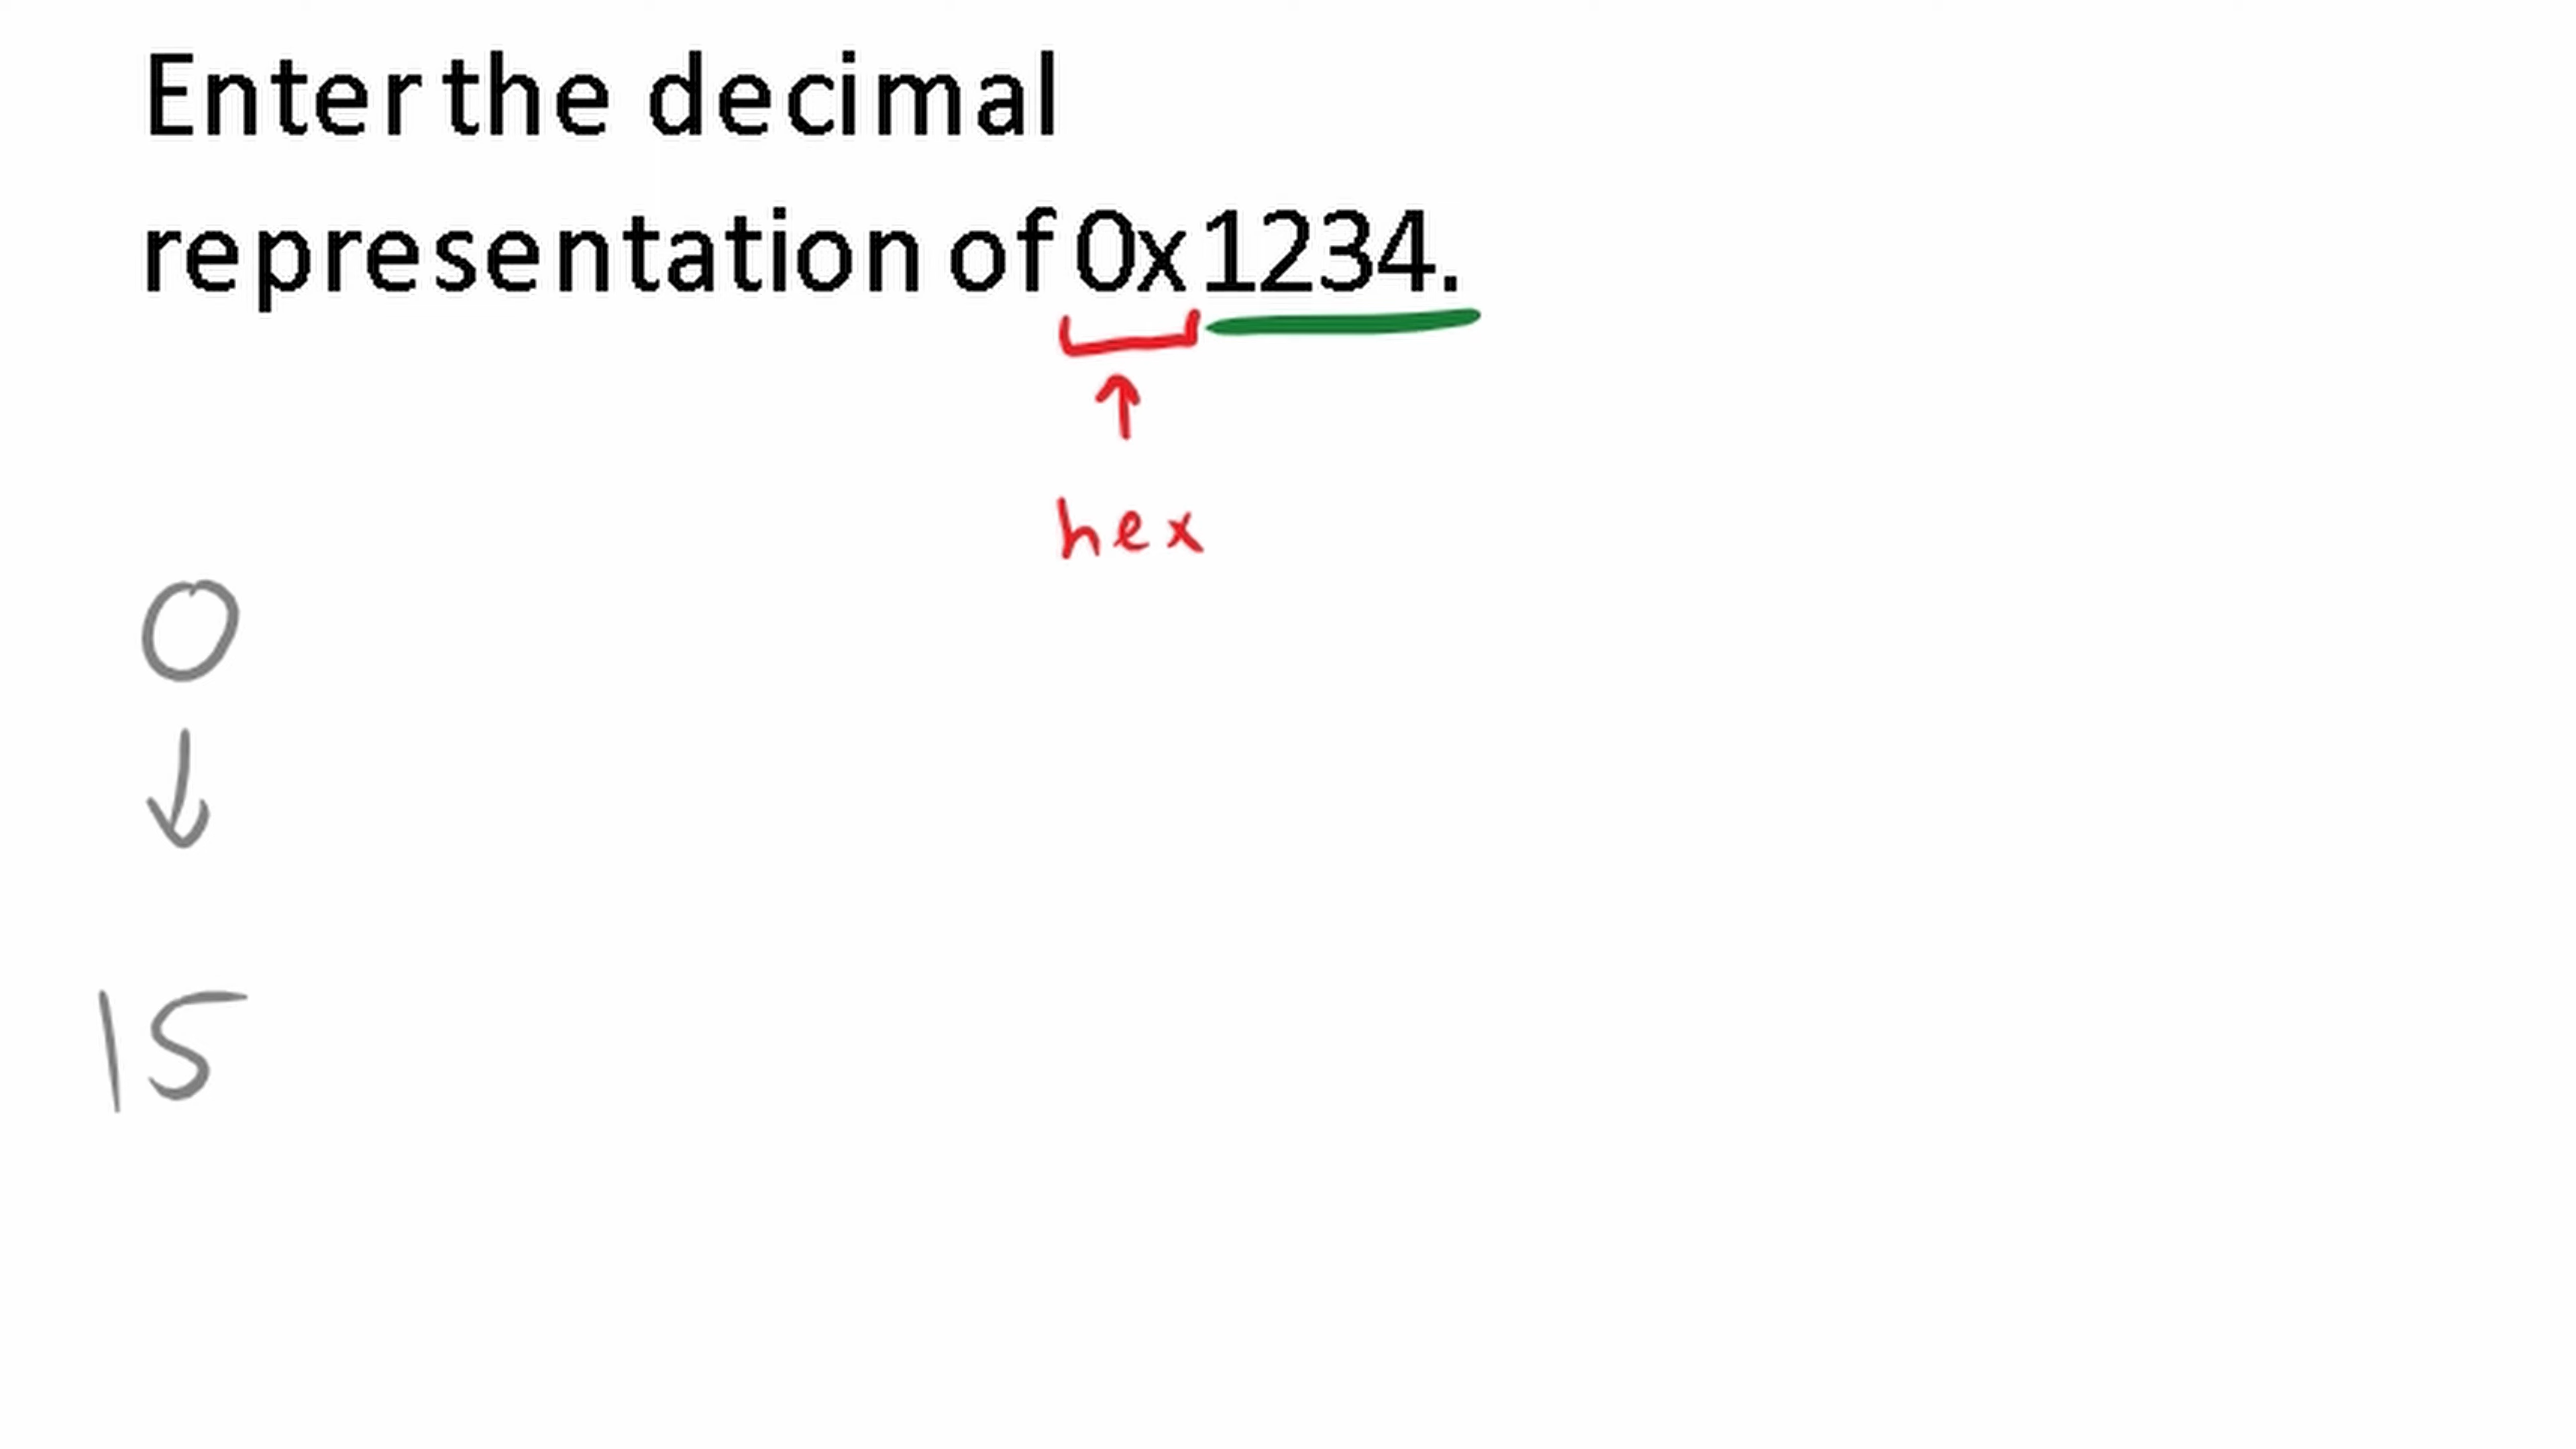 Enter the decimal
representation of 0x1234.
hex
0
15